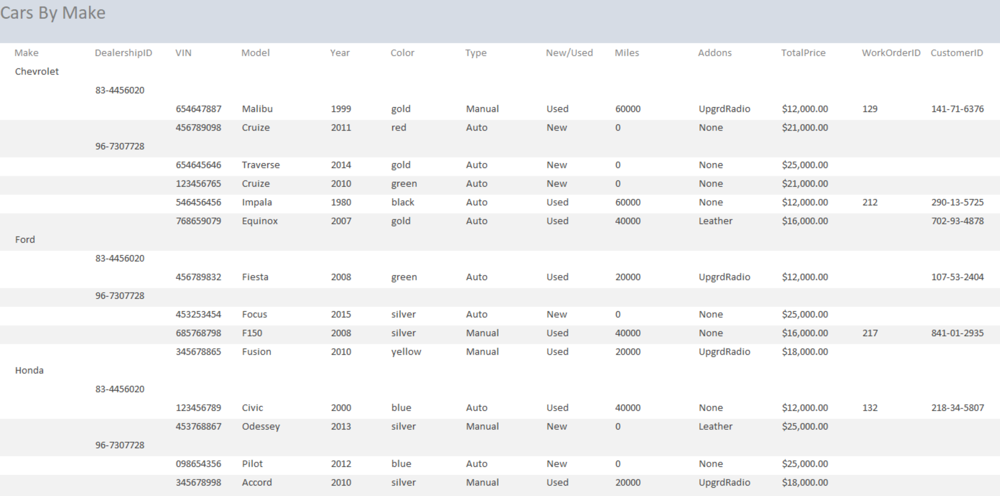 Cars By Make
Make DealershipID VIN Model Year Color Type New/Used Miles Addons TotalPrice WorkOrderID CustomerID
Chevrolet
83-4456020
654647887 Malibu 1999 gold Manual Used 60000 UpgrdRadio $12,000.00 129 141-71-6376
456789098 Cruize 2011 red Auto New 0 None $21,000.00
96-7307728
654645646 Traverse 2014 gold Auto New 0 None $25,000.00
123456765 Cruize 2010 green Auto New 0 None $21,000.00
546456456 Impala 1980 black Auto Used 60000 None $12,000.00 212 290-13-5725
768659079 Equinox 2007 gold Auto Used 40000 Leather $16,000.00 702-93-4878
Ford
83-4456020
456789832 Fiesta 2008 green Auto Used 20000 UpgrdRadio $12,000.00 107-53-2404
96-7307728
453253454 Focus 2015 silver Auto New 0 None $25,000.00
685768798 F150 2008 silver Manual Used 40000 None $16,000.00 217 841-01-2935
345678865 Fusion 2010 yellow Manual Used 20000 UpgrdRadio $18,000.00
Honda
83-4456020
123456789 Civic 2000 blue Auto Used 40000 None $12,000.00 132 218-34-5807
453768867 Odessey 2013 silver Manual New 0 Leather $25,000.00
96-7307728
098654356 Pilot 2012 blue Auto New 0 None $25,000.00
345678998 Accord 2010 silver Manual Used 20000 UpgrdRadio $18,000.00